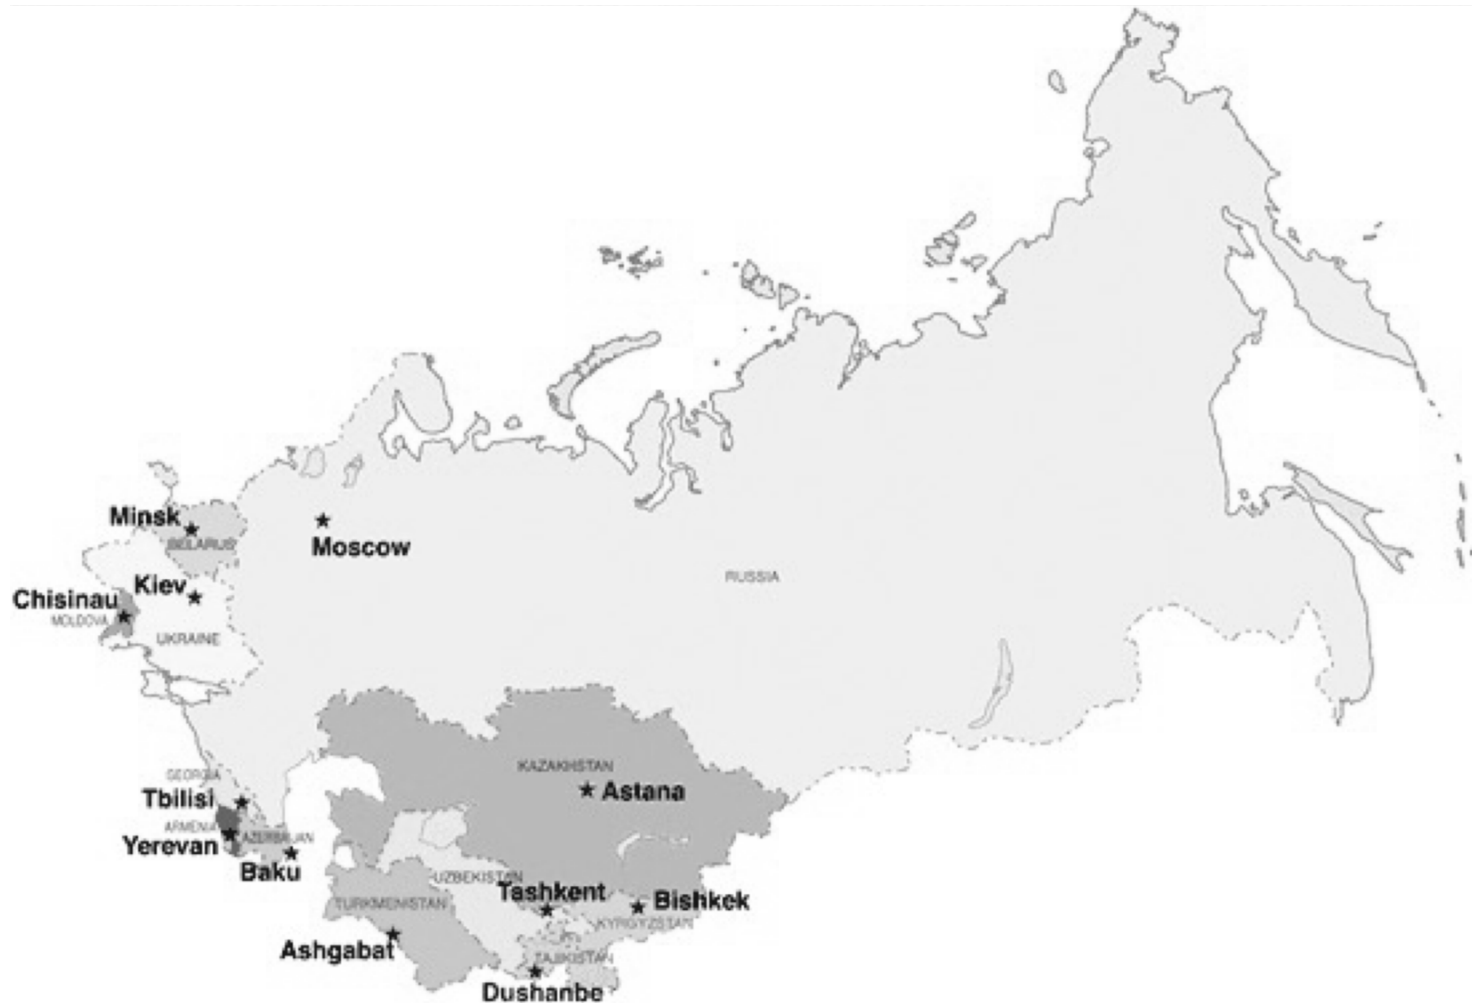 Minsk
BELARUS
Moscow
RUSSIA
Kiev
Chisinau
MOLDOVA
UKRAINE
KAZAKHSTAN
GEORGIA
Astana
Tbilisi
ARMENIA
AZERBAIJAN
Yerevan
Baku
UZBEKISTAN
Tashkent
Bishkek
TURKMENISTAN
KYRGYZSTAN
Ashgabat
TAJIKISTAN
Dushanbe